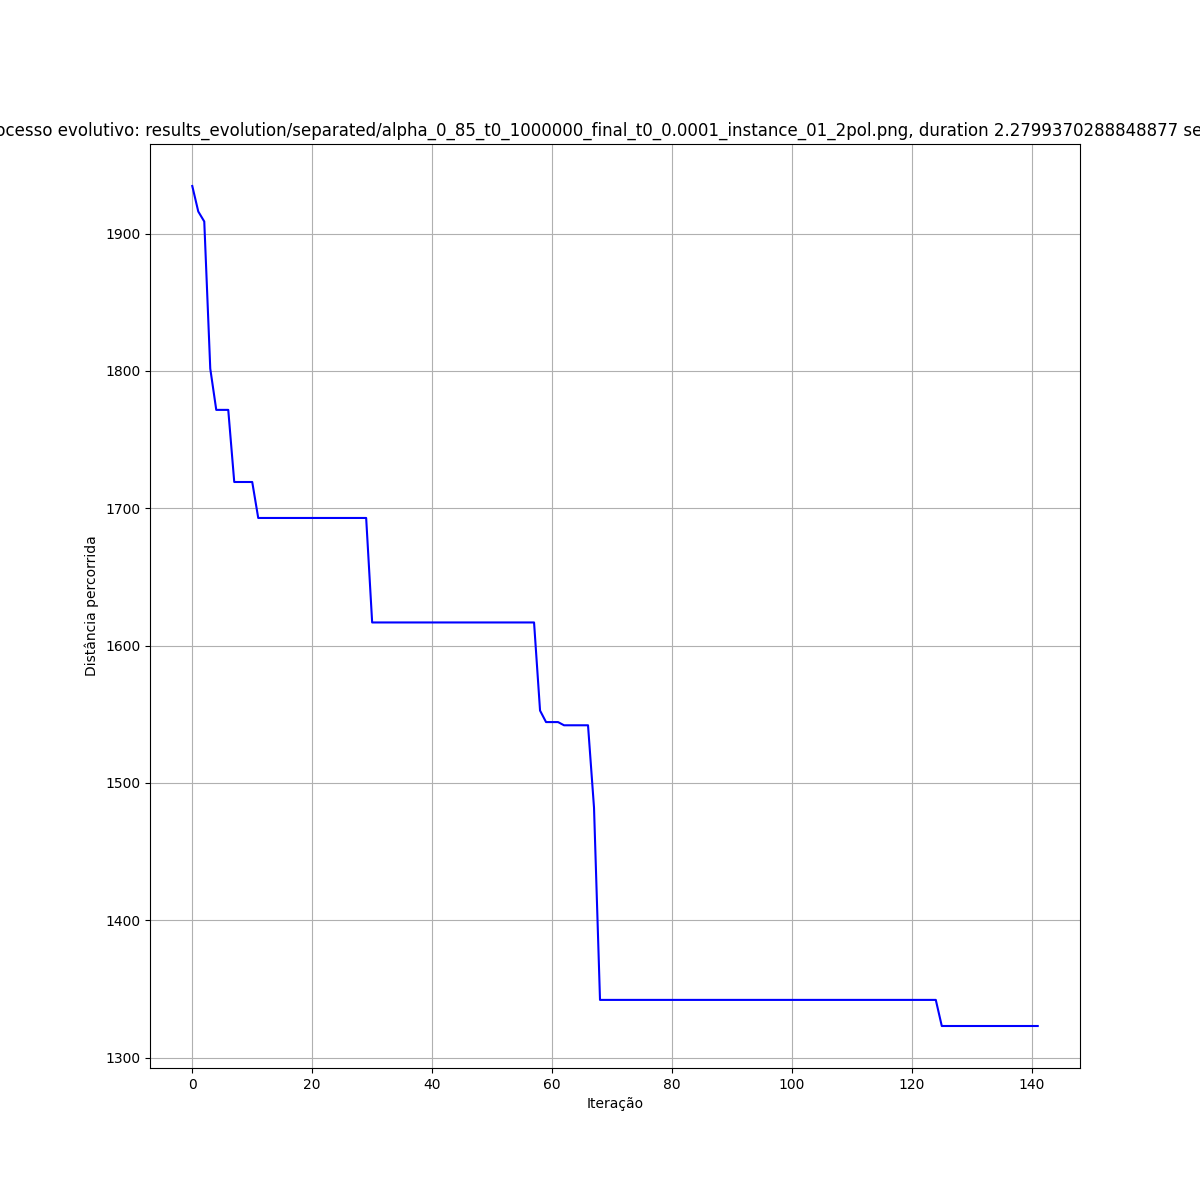 ocesso evolutivo: results_evolution/separated/alpha_0_85_t0_1000000_final_t0_0.0001_instance_01_2pol.png, duration 2.2799370288848877 se
1900
1800
1700
1600
1500
1400
1300
Distância percorrida
0 20 40 60 80 100 120 140
Iteração